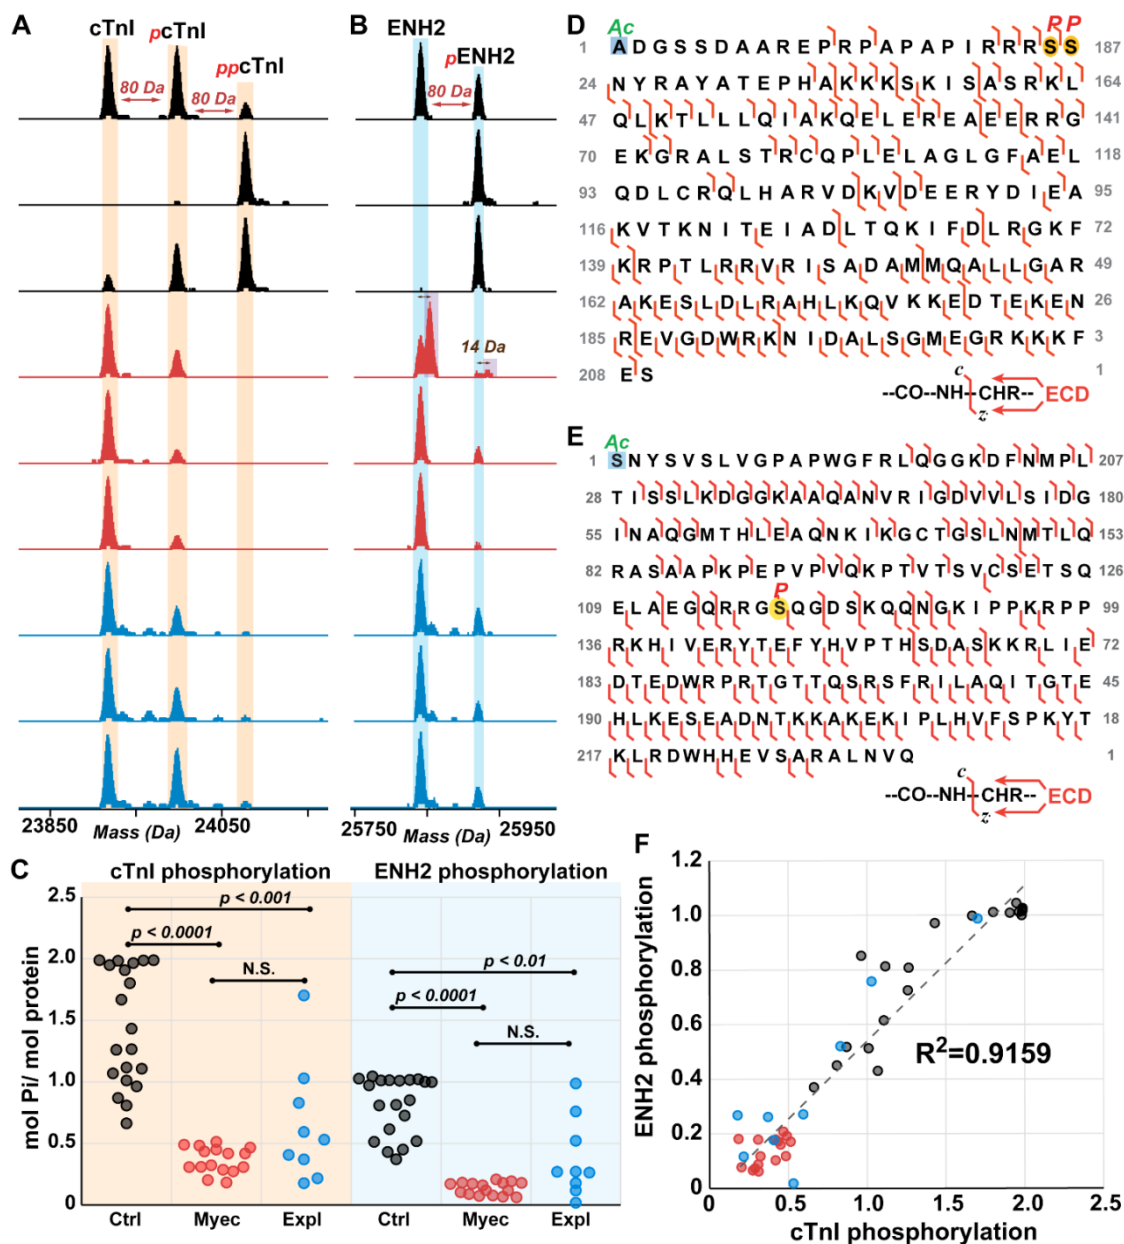 A
cTnI
pcTnI
ppcTnI
80 Da
80 Da
23850
Mass (Da)
24050
B
ENH2
pENH2
80 Da
14 Da
25750
Mass (Da)
25950
C
cTnI phosphorylation
ENH2 phosphorylation
mol Pi/ mol protein
2.5
2.0
1.5
1.0
0.5
0
p < 0.001
p < 0.0001
N.S.
p < 0.01
p < 0.0001
N.S.
Ctrl
Myec
Expl
Ctrl
Myec
Expl
D
Ac
P P
1 A D G S S D A A R E P R P A P A P I R R R S S 187
24 N Y R A Y A T E P H A K K K S K I S A S R K L 164
47 Q L K T L L L Q I A K Q E L E R E A E E R R G 141
70 E K G R A L S T R C Q P L E L A G L G F A E L 118
93 Q D L C R Q L H A R V D K V D E E R Y D I E A 95
116 K V T K N I T E I A D L T Q K I F D L R G K F 72
139 K R P T L R R V R I S A D A M M Q A L L G A R 49
162 A K E S L D L R A H L K Q V K K E D T E K E N 26
185 R E V G D W R K N I D A L S G M E G R K K K F 3
208 E S 1
c
--CO--NH--CHR--
z·
ECD
E
Ac
1 S N Y S V S L V G P A P W G F R L Q G G K D F N M P L 207
28 T I S S L K D G G K A A Q A N V R I G D V V L S I D G 180
55 I N A Q G M T H L E A Q N K I K G C T G S L N M T L Q 153
82 R A S A A P K P E P V P V Q K P T V T S V C S E T S Q 126
P
109 E L A E G Q R R G S Q G D S K Q Q N G K I P P K R P P 99
136 R K H I V E R Y T E F Y H V P T H S D A S K K R L I E 72
183 D T E D W R P R T G T T Q S R S F R I L A Q I T G T E 45
190 H L K E S E A D N T K K A K E K I P L H V F S P K Y T 18
217 K L R D W H H E V S A R A L N V Q 1
c
--CO--NH--CHR--
z·
ECD
F
ENH2 phosphorylation
1.2
1.0
0.8
0.6
0.4
0.2
0
R²=0.9159
0
0.5
1.0
1.5
2.0
2.5
cTnI phosphorylation